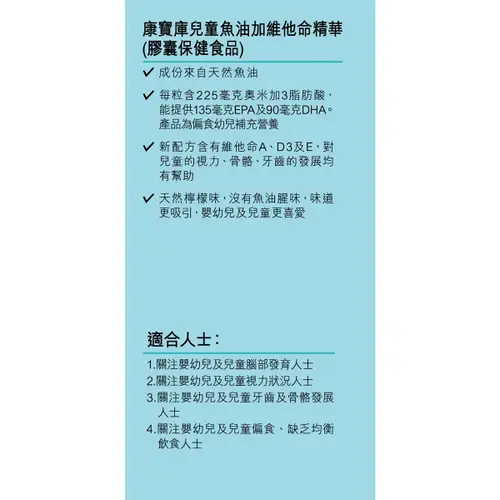 康寶庫兒童魚油加維他命精華
(膠囊保健食品)
✓ 成份來自天然魚油
✓ 每粒含225毫克奧米加3脂肪酸，
能提供135毫克EPA及90毫克DHA。
產品為偏食幼兒補充營養
✓ 新配方含有維他命A、D3及E，對
兒童的視力、骨骼、牙齒的發展均
有幫助
✓ 天然檸檬味，沒有魚油腥味，味道
更吸引，嬰幼兒及兒童更喜愛
適合人士：
1.關注嬰幼兒及兒童腦部發育人士
2.關注嬰幼兒及兒童視力狀況人士
3.關注嬰幼兒及兒童牙齒及骨骼發展
人士
4.關注嬰幼兒及兒童偏食、缺乏均衡
飲食人士